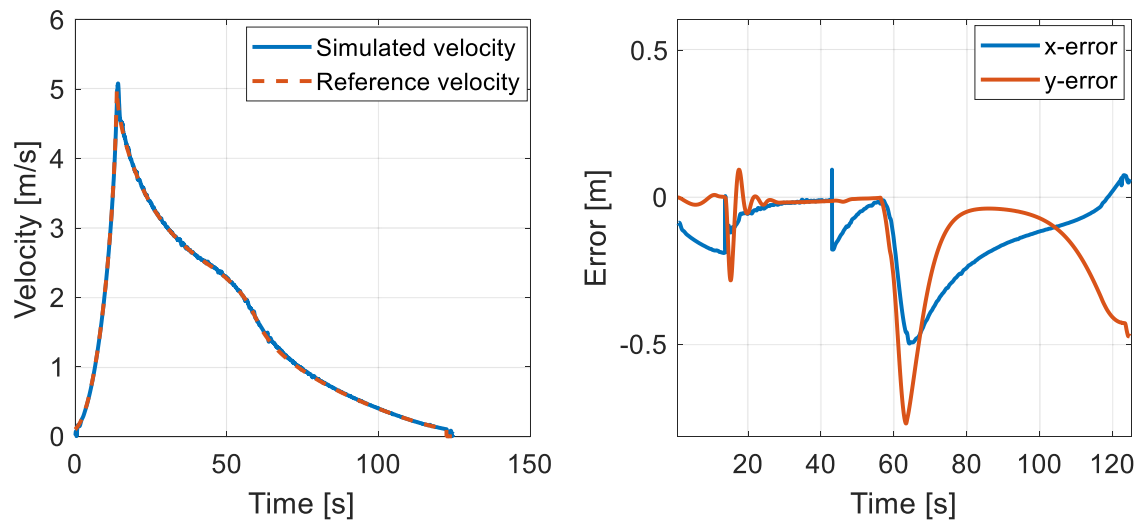 6
5
4
3
2
1
0
Velocity [m/s]
Simulated velocity
Reference velocity
0
50
100
150
Time [s]
0.5
0
-0.5
Error [m]
x-error
y-error
20
40
60
80
100
120
Time [s]